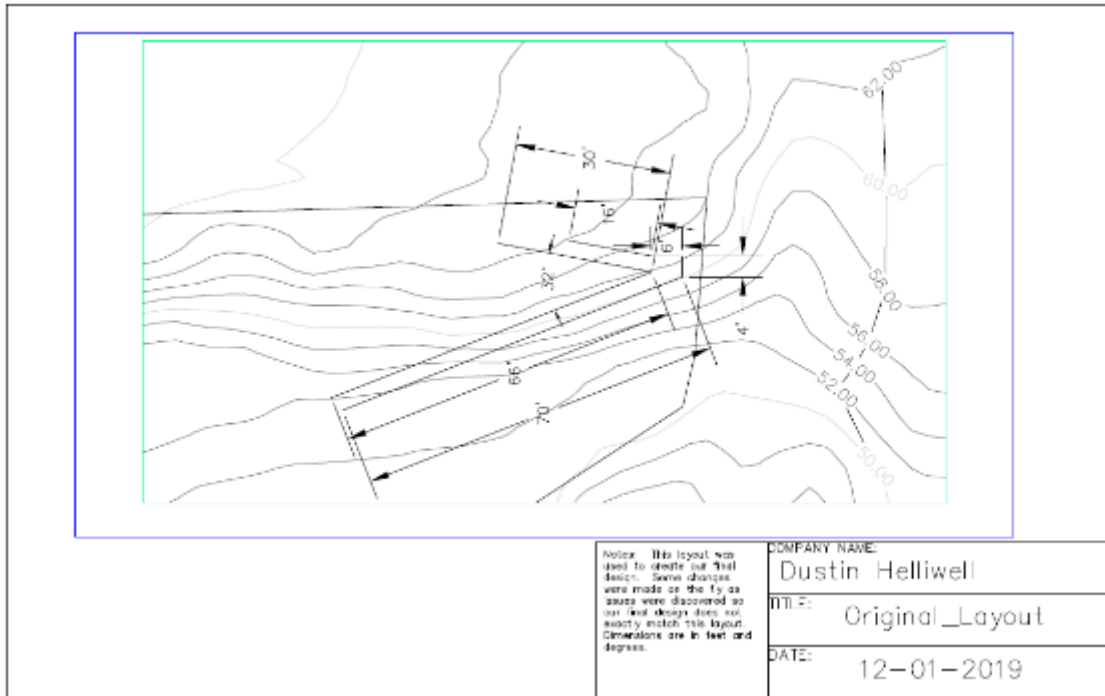 62.00
30'
60.00
16'
6'
32°
58.00
4'
56.00
66'
54.00
52.00
70'
50.00
Notes: This layout was
used to create our final
design. Some changes
were made on the fly as
issues were discovered so
our final design does not
exactly match this layout.
Dimensions are in feet and
degrees.
COMPANY NAME:
Dustin Helliwell
TITLE:
Original_Layout
DATE:
12-01-2019